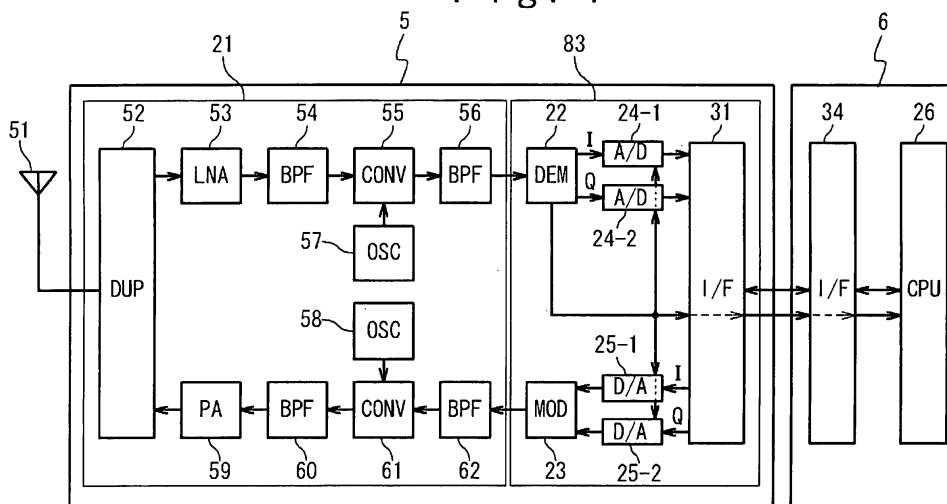 5
6
21
83
52
53
54
55
56
22
24-1
31
34
26
51
I
A/D
LNA
BPF
CONV
BPF
DEM
Q
A/D
24-2
57
OSC
DUP
I/F
I/F
CPU
58
OSC
25-1
I
D/A
PA
BPF
CONV
BPF
MOD
Q
D/A
59
60
61
62
23
25-2